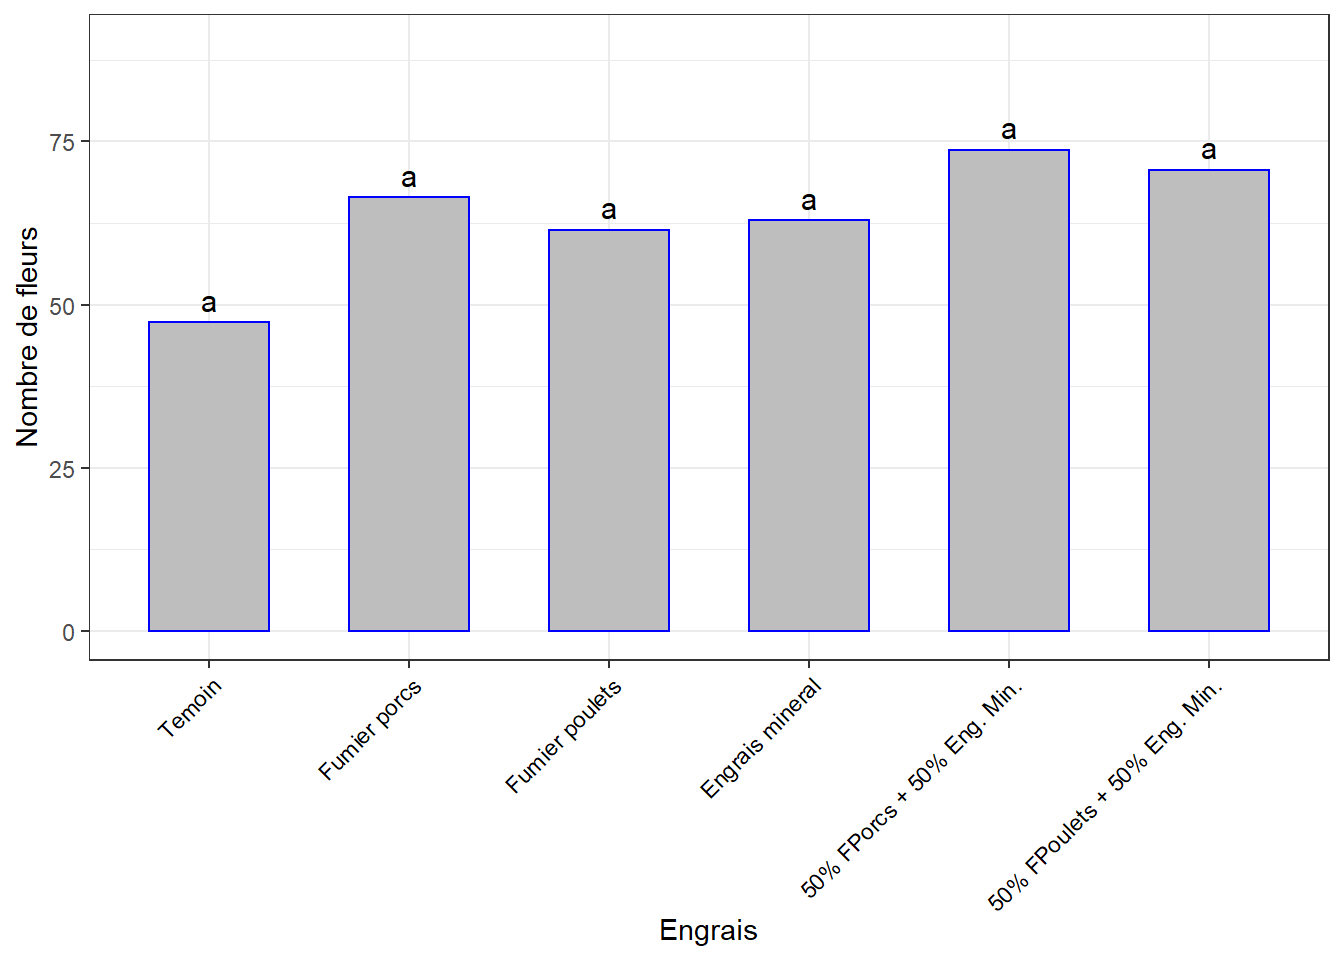 Nombre de fleurs
75
50
25
0
a
a
a
a
a
a
Temoin
Fumier porcs
Fumier poulets
Engrais mineral
50% FPorcs + 50% Eng. Min.
50% FPoulets + 50% Eng. Min.
Engrais